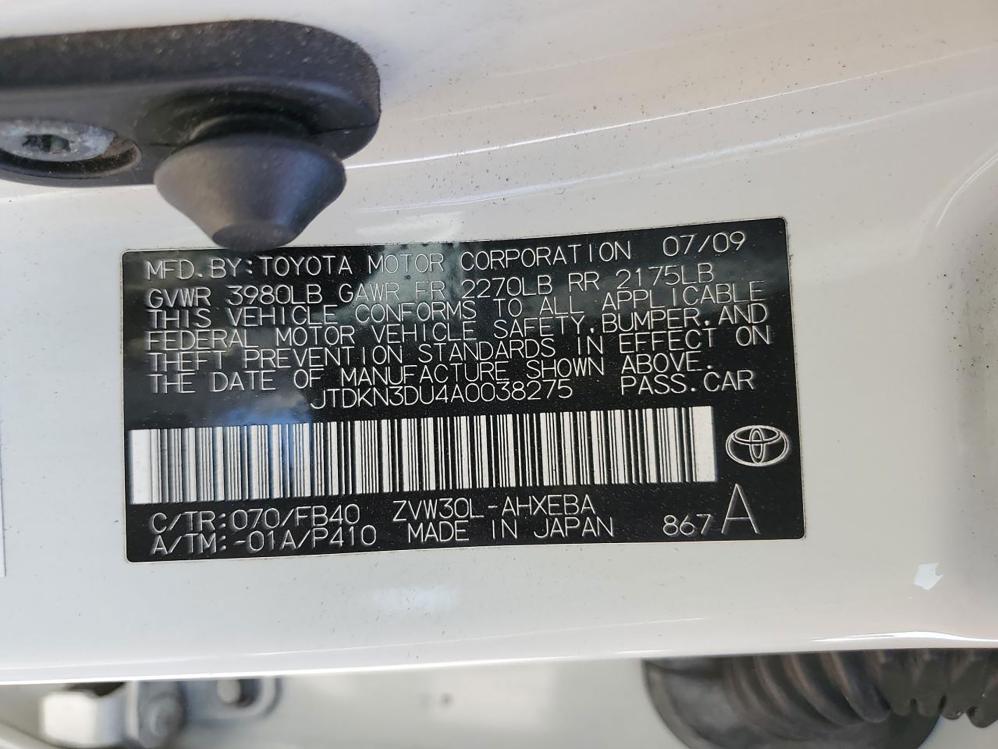 MFD. BY: TOYOTA MOTOR CORPORATION 07/09
GVWR 3980LB GAWR FR 2270LB RR 2175LB
THIS VEHICLE CONFORMS TO ALL APPLICABLE
FEDERAL MOTOR VEHICLE SAFETY, BUMPER, AND
THEFT PREVENTION STANDARDS IN EFFECT ON
THE DATE OF MANUFACTURE SHOWN ABOVE.
JTDKN3DU4A0038275 PASS. CAR
C/TR: 070/FB40 ZVW30L-AHXEBA
A/TM: -01A/P410 MADE IN JAPAN 867 A